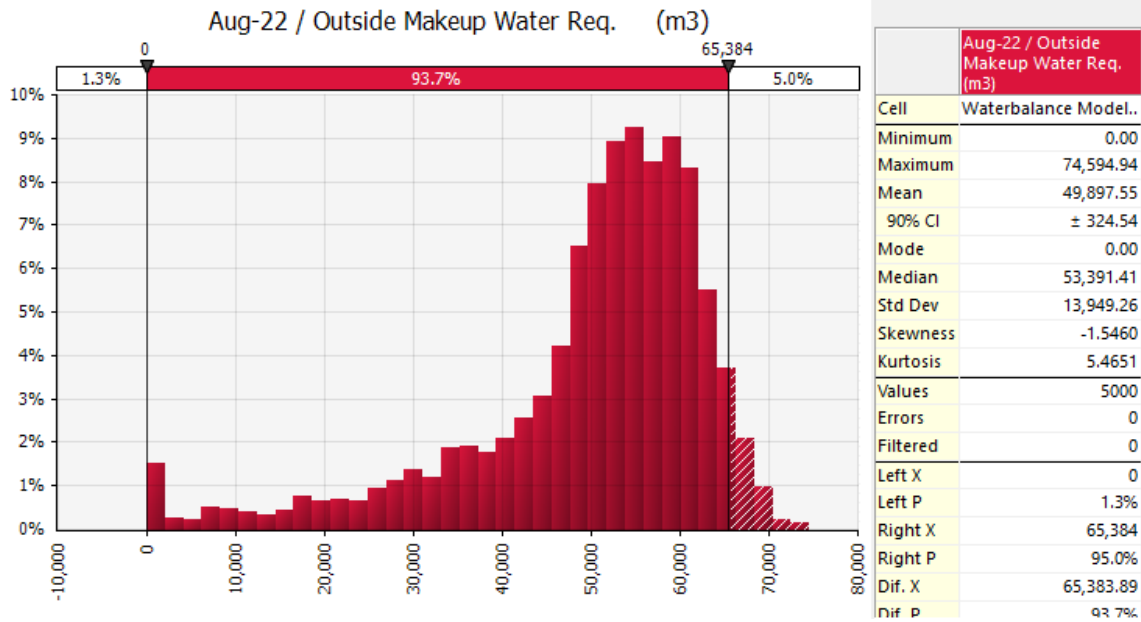 Aug-22 / Outside Makeup Water Req. (m3)
0 65,384
1.3% 93.7% 5.0%
10%
9%
8%
7%
6%
5%
4%
3%
2%
1%
0%
-10,000 0 10,000 20,000 30,000 40,000 50,000 60,000 70,000 80,000
Aug-22 / Outside
Makeup Water Req.
(m3)
Cell Waterbalance Model..
Minimum 0.00
Maximum 74,594.94
Mean 49,897.55
90% CI ± 324.54
Mode 0.00
Median 53,391.41
Std Dev 13,949.26
Skewness -1.5460
Kurtosis 5.4651
Values 5000
Errors 0
Filtered 0
Left X 0
Left P 1.3%
Right X 65,384
Right P 95.0%
Dif. X 65,383.89
Dif. P 93.7%